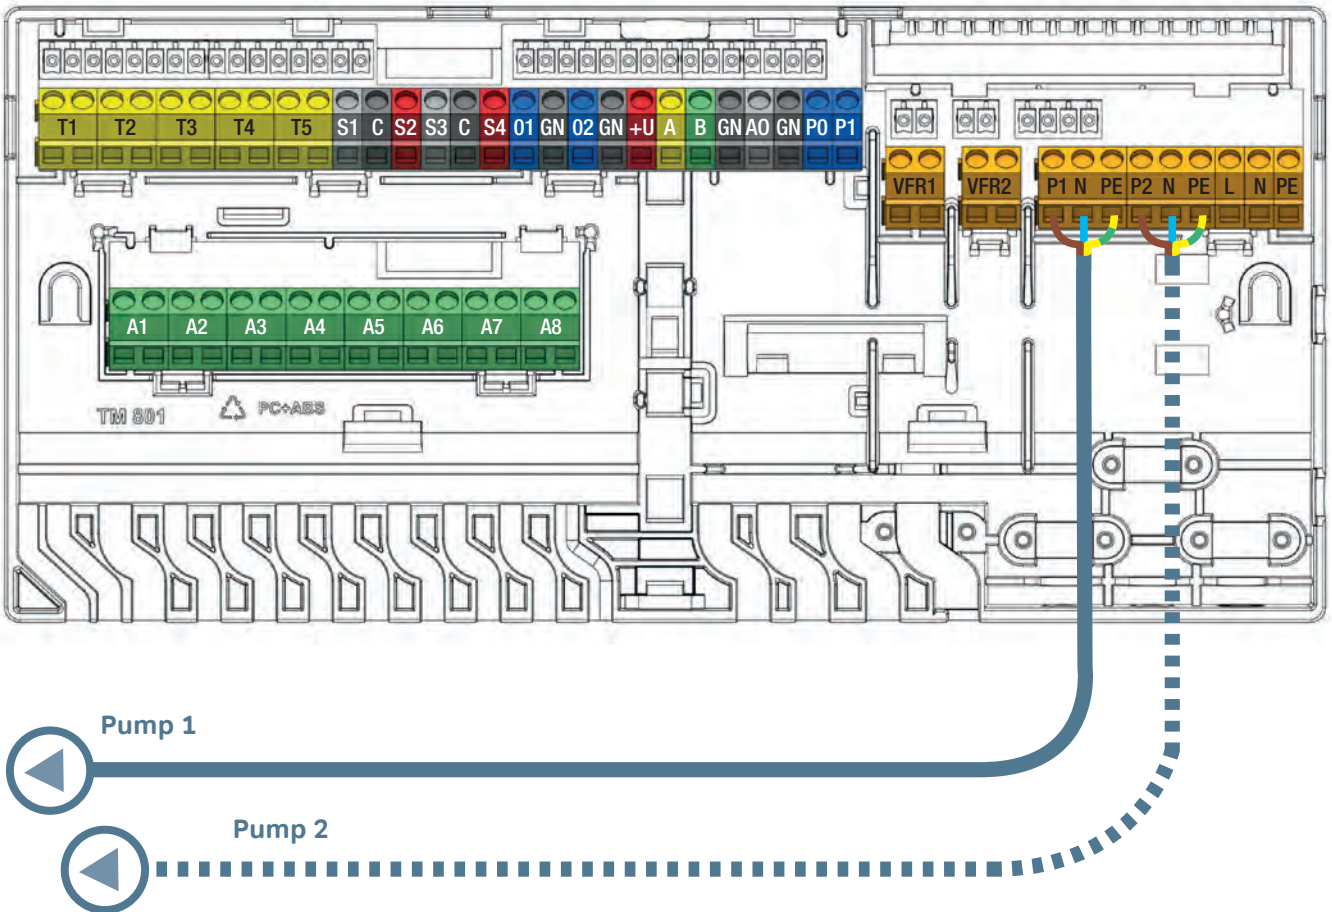 T1 T2 T3 T4 T5 S1 C S2 S3 C S4 01 GN 02 GN +U A B GN AO GN P0 P1
VFR1 VFR2 P1 N PE P2 N PE L N PE
A1 A2 A3 A4 A5 A6 A7 A8
TM 801 PC+ABS
Pump 1
Pump 2